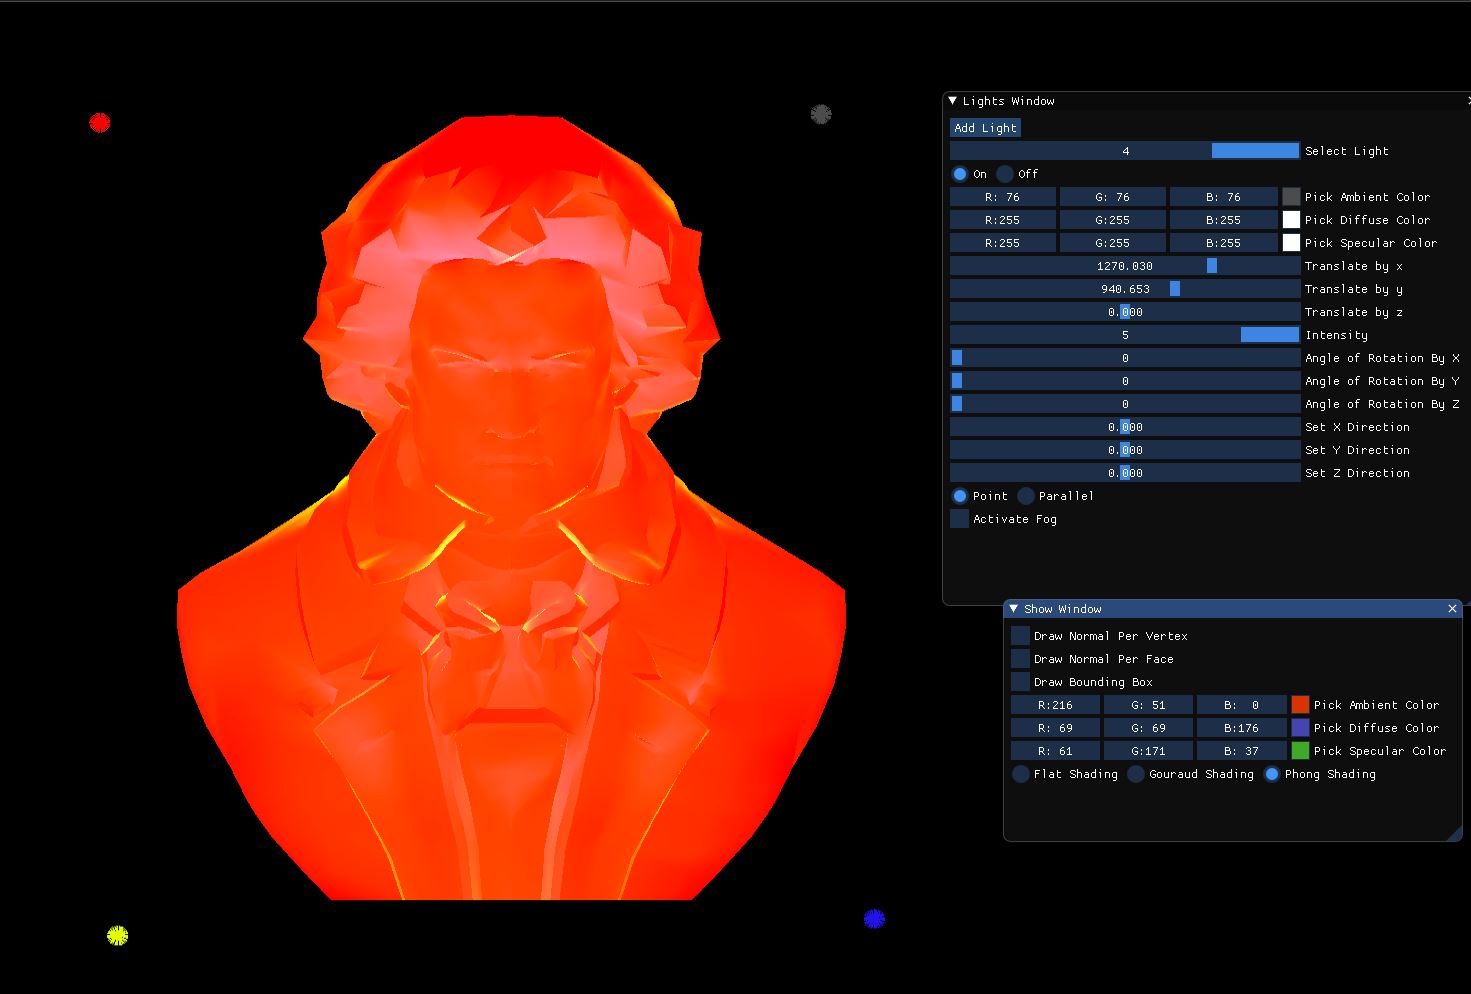 Lights Window
Add Light
4 Select Light
On Off
R: 76 G: 76 B: 76 Pick Ambient Color
R:255 G:255 B:255 Pick Diffuse Color
R:255 G:255 B:255 Pick Specular Color
1270.030 Translate by x
940.653 Translate by y
0.000 Translate by z
5 Intensity
0 Angle of Rotation By X
0 Angle of Rotation By Y
0 Angle of Rotation By Z
0.000 Set X Direction
0.000 Set Y Direction
0.000 Set Z Direction
Point Parallel
Activate Fog
Show Window
Draw Normal Per Vertex
Draw Normal Per Face
Draw Bounding Box
R:216 G: 51 B: 0 Pick Ambient Color
R: 69 G: 69 B:176 Pick Diffuse Color
R: 61 G:171 B: 37 Pick Specular Color
Flat Shading Gouraud Shading Phong Shading